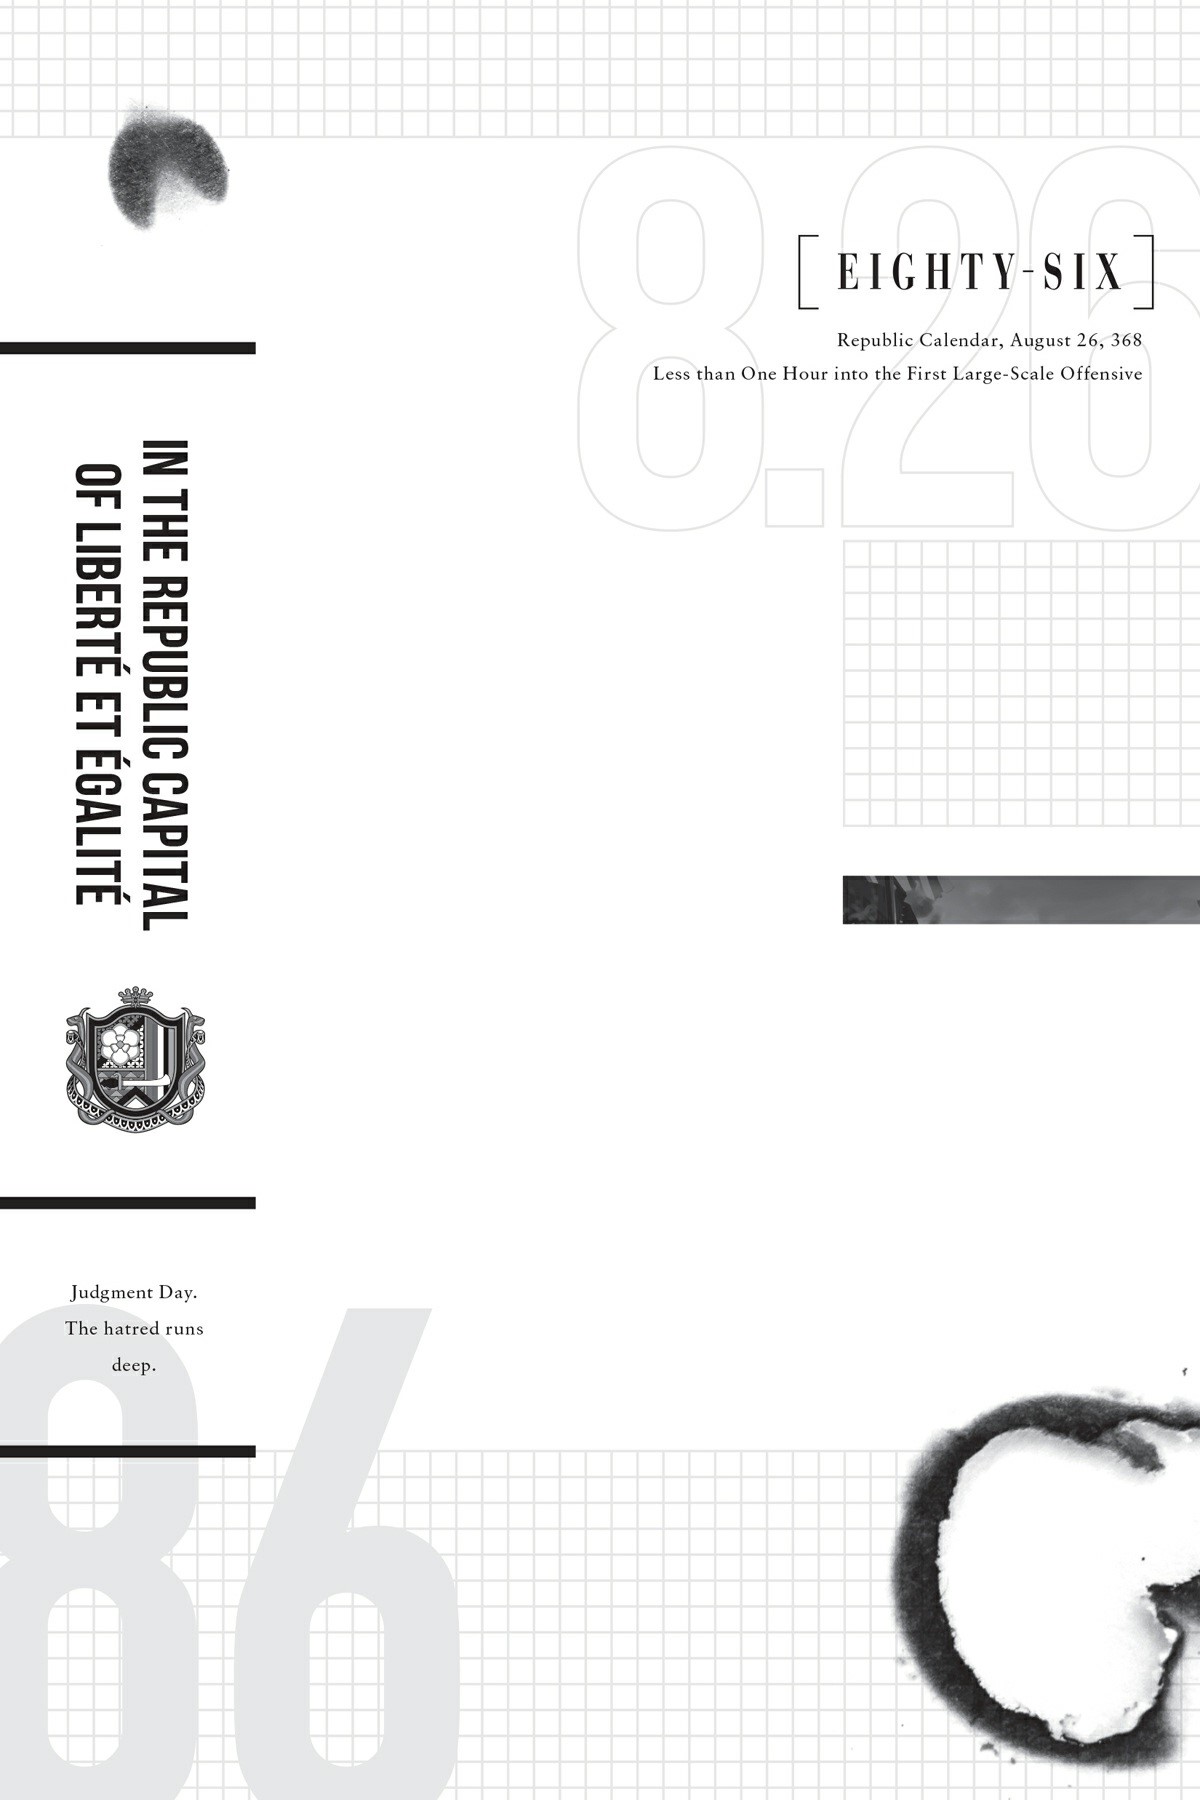 8.26
[EIGHTY-SIX]
Republic Calendar, August 26, 368
Less than One Hour into the First Large-Scale Offensive
IN THE REPUBLIC CAPITAL
OF LIBERTÉ ET ÉGALITÉ
Judgment Day.
The hatred runs
deep.
86